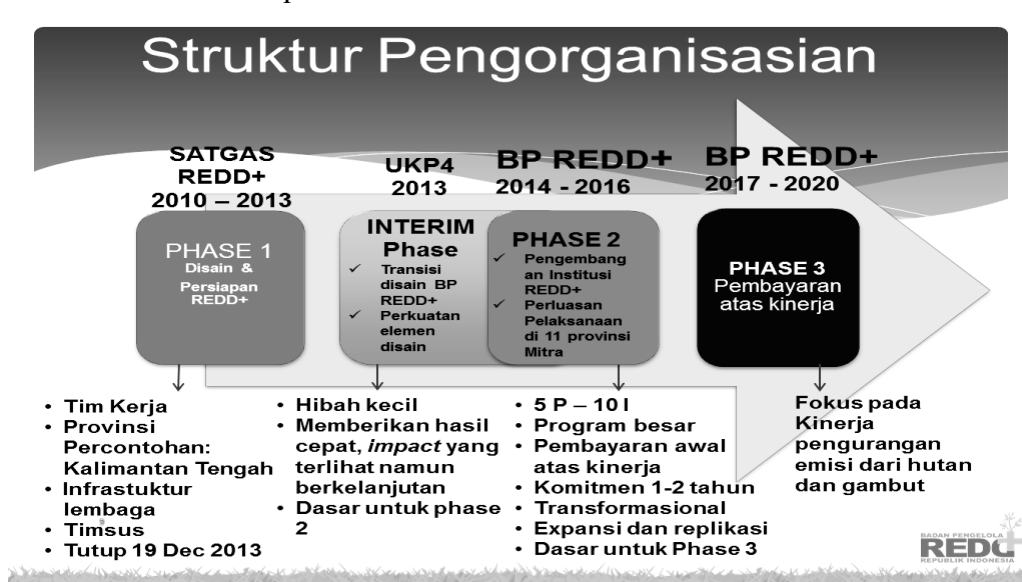 Struktur Pengorganisasian
SATGAS
REDD+
2010 – 2013
UKP4
2013
BP REDD+
2014 - 2016
BP REDD+
2017 - 2020
PHASE 1
Disain &
Persiapan
REDD+
INTERIM
Phase
✓ Transisi
disain BP
REDD+
✓ Perkuatan
elemen
disain
PHASE 2
✓ Pengembang
an Institusi
REDD+
✓ Perluasan
Pelaksanaan
di 11 provinsi
Mitra
PHASE 3
Pembayaran
atas kinerja
• Tim Kerja
• Provinsi
Percontohan:
Kalimantan Tengah
• Infrastuktur
lembaga
• Timsus
• Tutup 19 Dec 2013
• Hibah kecil
• Memberikan hasil
cepat, impact yang
terlihat namun
berkelanjutan
• Dasar untuk phase
2
• 5 P – 10 I
• Program besar
• Pembayaran awal
atas kinerja
• Komitmen 1-2 tahun
• Transformasional
• Expansi dan replikasi
• Dasar untuk Phase 3
Fokus pada
Kinerja
pengurangan
emisi dari hutan
dan gambut
BADAN PENGELOLA
REDD+
REPUBLIK INDONESIA